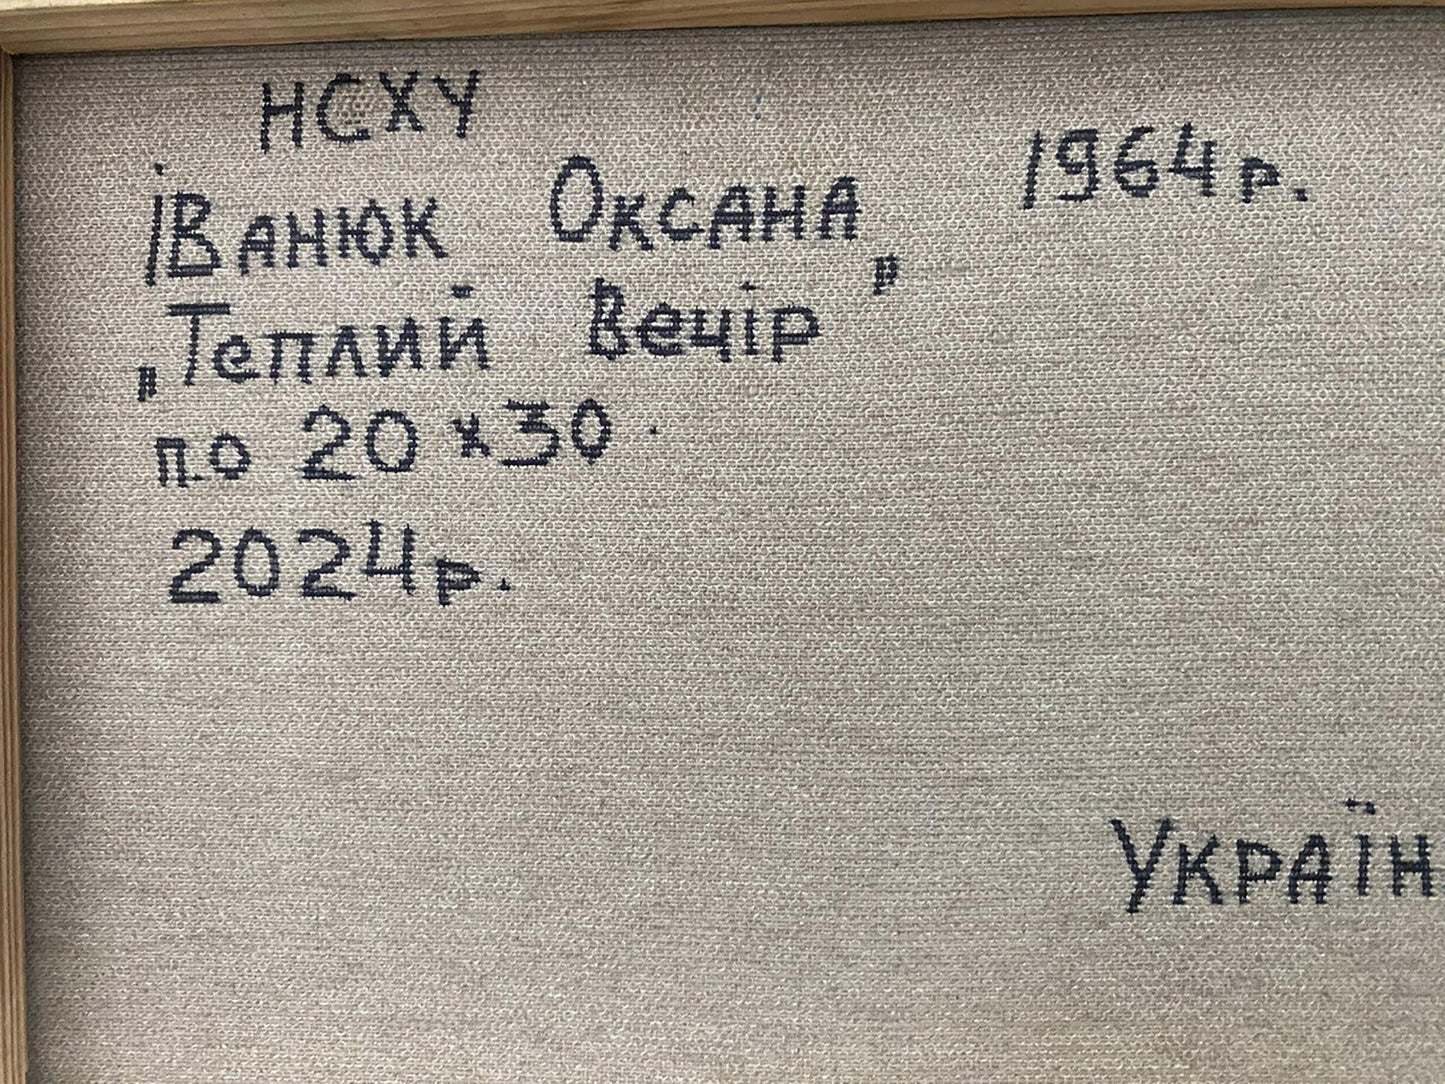 НСХУ
Іванюк Оксана 1964р.
„Теплий вечір”
п.о 20х30.
2024р.
Україн